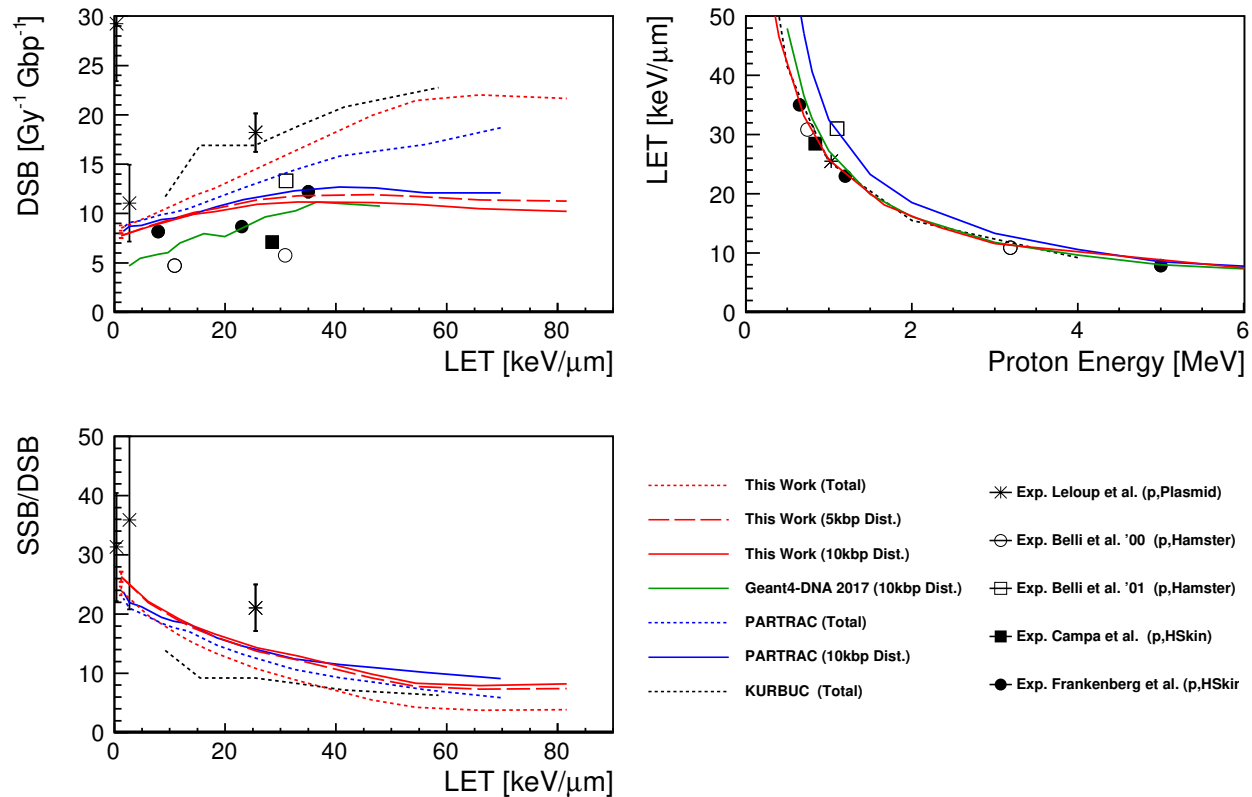 DSB [Gy⁻¹ Gbp⁻¹]
30
25
20
15
10
5
0
0 20 40 60 80
LET [keV/μm]
LET [keV/μm]
50
40
30
20
10
0
0 2 4 6
Proton Energy [MeV]
SSB/DSB
50
40
30
20
10
0
0 20 40 60 80
LET [keV/μm]
This Work (Total)
This Work (5kbp Dist.)
This Work (10kbp Dist.)
Geant4-DNA 2017 (10kbp Dist.)
PARTRAC (Total)
PARTRAC (10kbp Dist.)
KURBUC (Total)
Exp. Leloup et al. (p,Plasmid)
Exp. Belli et al. '00 (p,Hamster)
Exp. Belli et al. '01 (p,Hamster)
Exp. Campa et al. (p,HSkin)
Exp. Frankenberg et al. (p,HSkin